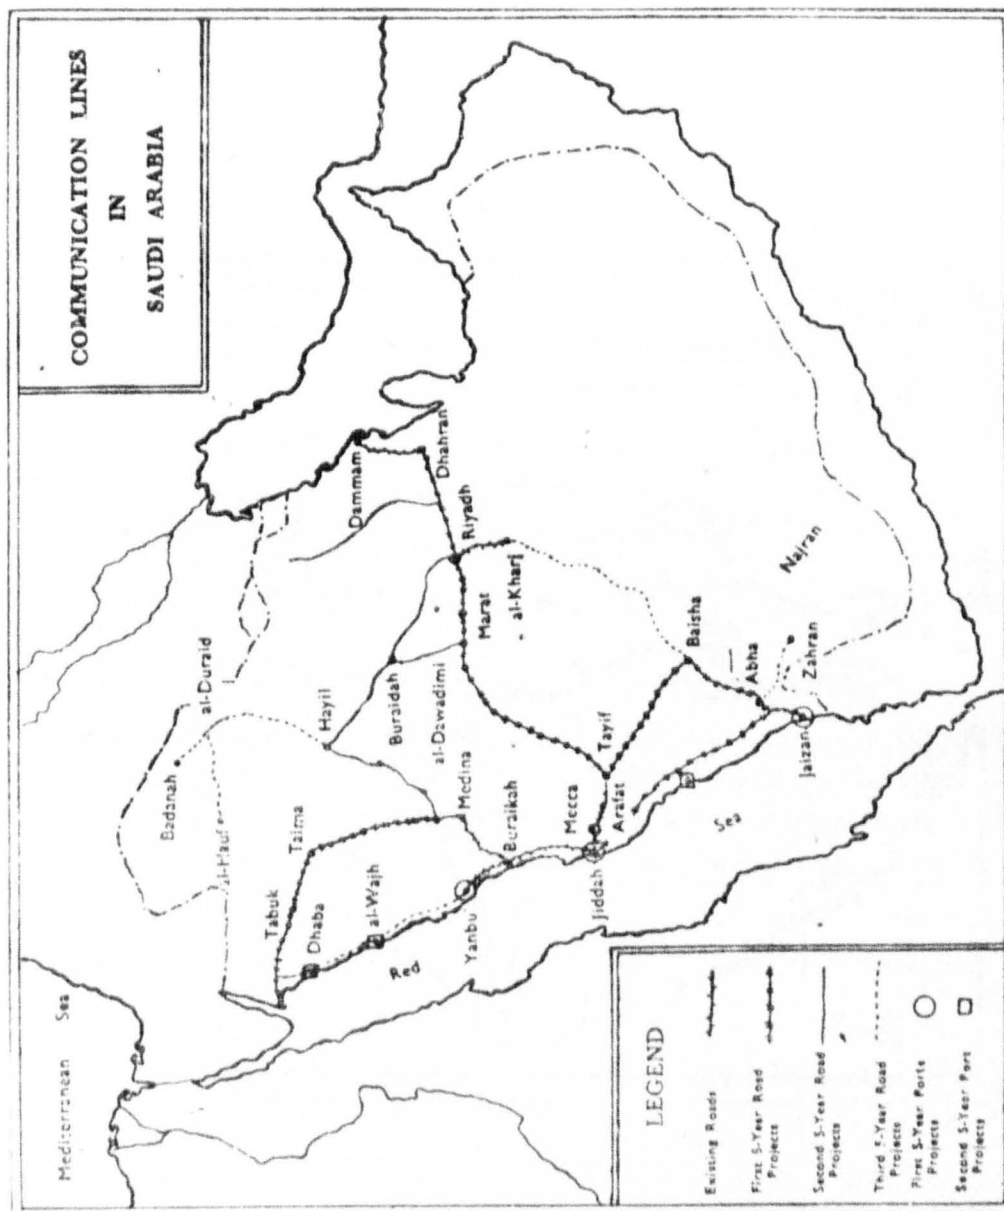 COMMUNICATION LINES
IN
SAUDI ARABIA
Mediterranean Sea
Badanah
al-Duraid
al-Hauf
Tabuk
Taima
Hayil
Dhaba
al-Wajh
Buraidah
Dammam
Dhahran
Riyadh
Marat
al-Kharj
al-Dawadimi
Medina
Yanbu
Buraikah
Red
Sea
Mecca
Arafat
Tayif
Jiddah
Baisha
Abha
Najran
Zahran
Jaizan
LEGEND
Existing Roads
First 5-Year Road
Projects
Second 5-Year Road
Projects
Third 5-Year Road
Projects
First 5-Year Ports
Projects
Second 5-Year Port
Projects